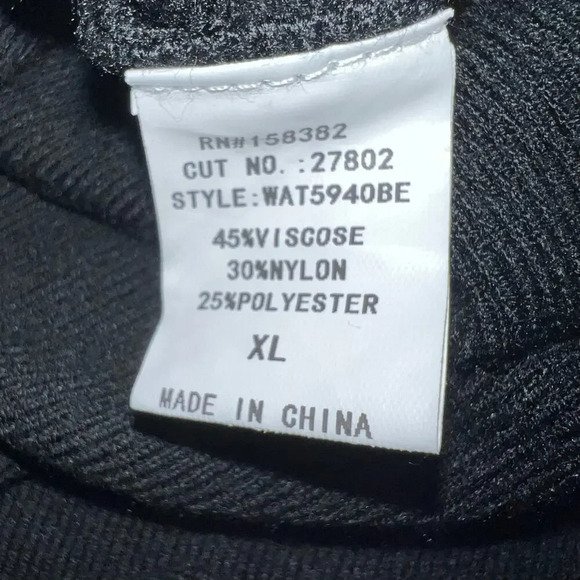 RN#158382
CUT NO.:27802
STYLE:WAT5940BE
45%VISCOSE
30%NYLON
25%POLYESTER
XL
MADE IN CHINA